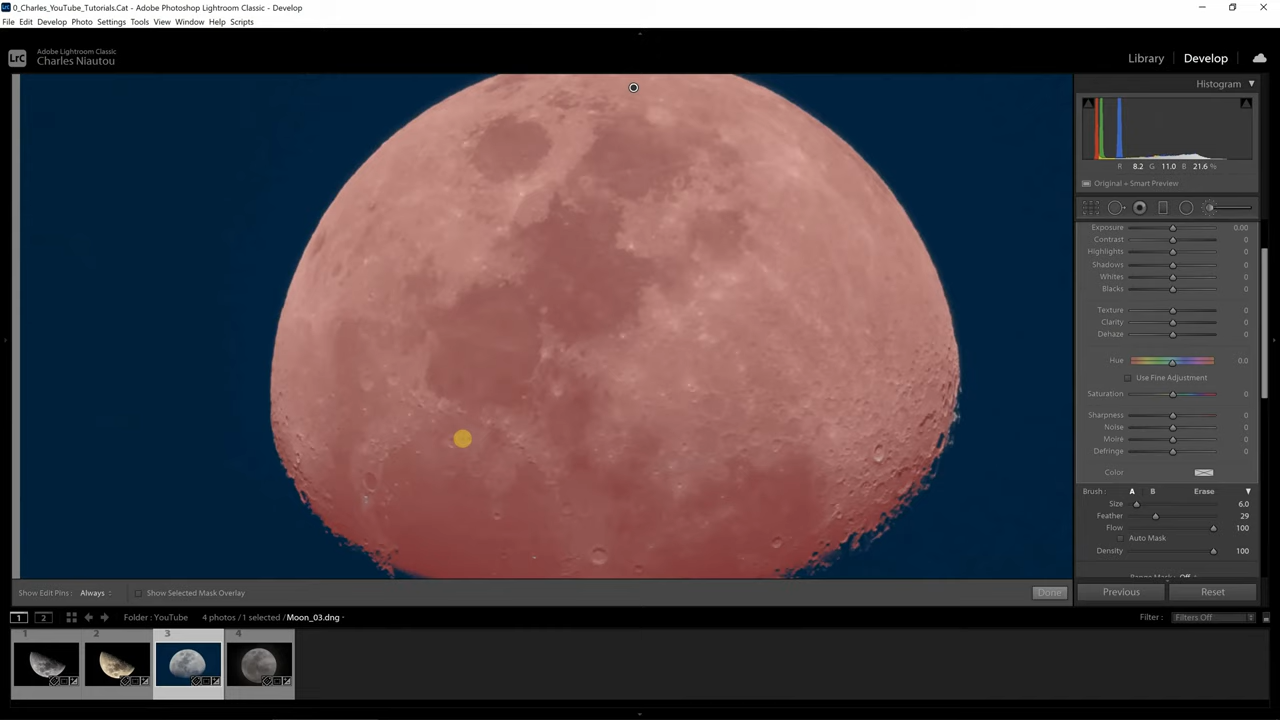 0_Charles_YouTube_Tutorials.Cat - Adobe Photoshop Lightroom Classic - Develop
File Edit Develop Photo Settings Tools View Window Help Scripts
LrC
Adobe Lightroom Classic
Charles Niautou
Library Develop
Histogram
R 8.2 G 11.0 B 21.6 %
Original + Smart Preview
Exposure 0.00
Contrast 0
Highlights 0
Shadows 0
Whites 0
Blacks 0
Texture 0
Clarity 0
Dehaze 0
Hue 0.0
Use Fine Adjustment
Saturation 0
Sharpness 0
Noise 0
Moire 0
Defringe 0
Color
Brush : A B Erase
Size 6.0
Feather 29
Flow 100
Auto Mask
Density 100
Range Mask : Off
Show Edit Pins : Always Show Selected Mask Overlay Done
Previous Reset
1 2 Folder : YouTube 4 photos / 1 selected / Moon_03.dng Filter : Filters Off
1 2 3 4